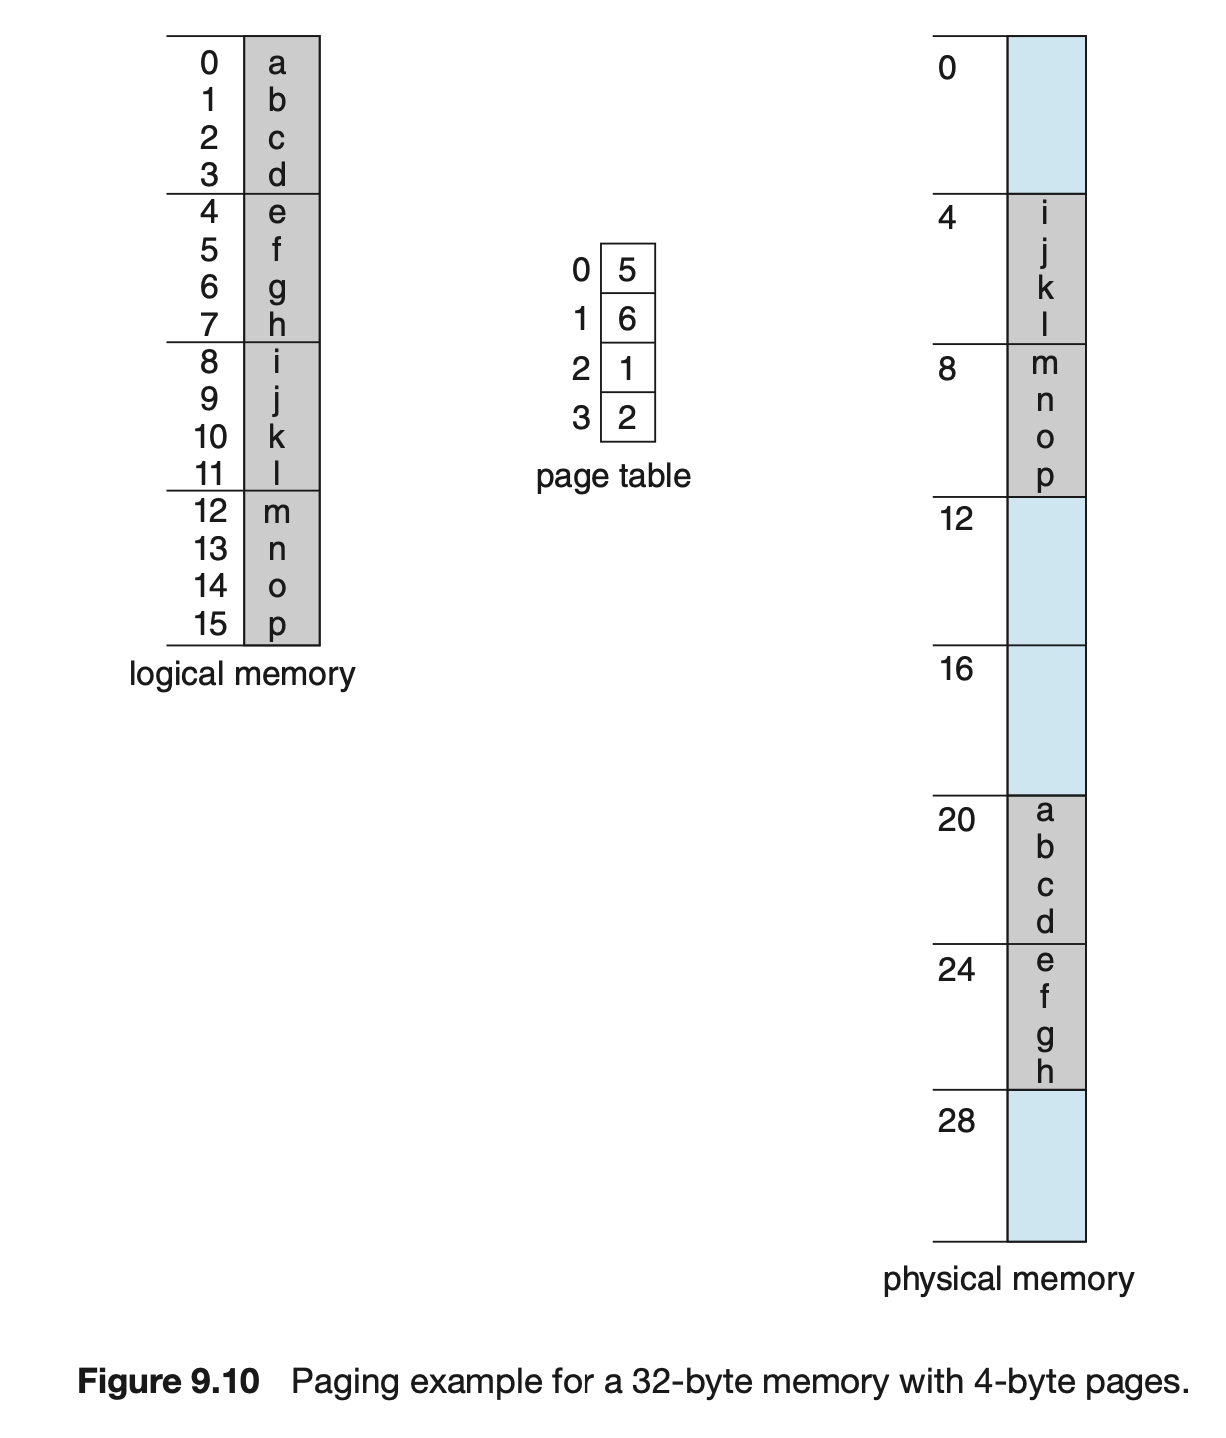 0 a
1 b
2 c
3 d
4 e
5 f
6 g
7 h
8 i
9 j
10 k
11 l
12 m
13 n
14 o
15 p
logical memory
0 5
1 6
2 1
3 2
page table
0
4 i
j
k
l
8 m
n
o
p
12
16
20 a
b
c
d
24 e
f
g
h
28
physical memory
Figure 9.10 Paging example for a 32-byte memory with 4-byte pages.